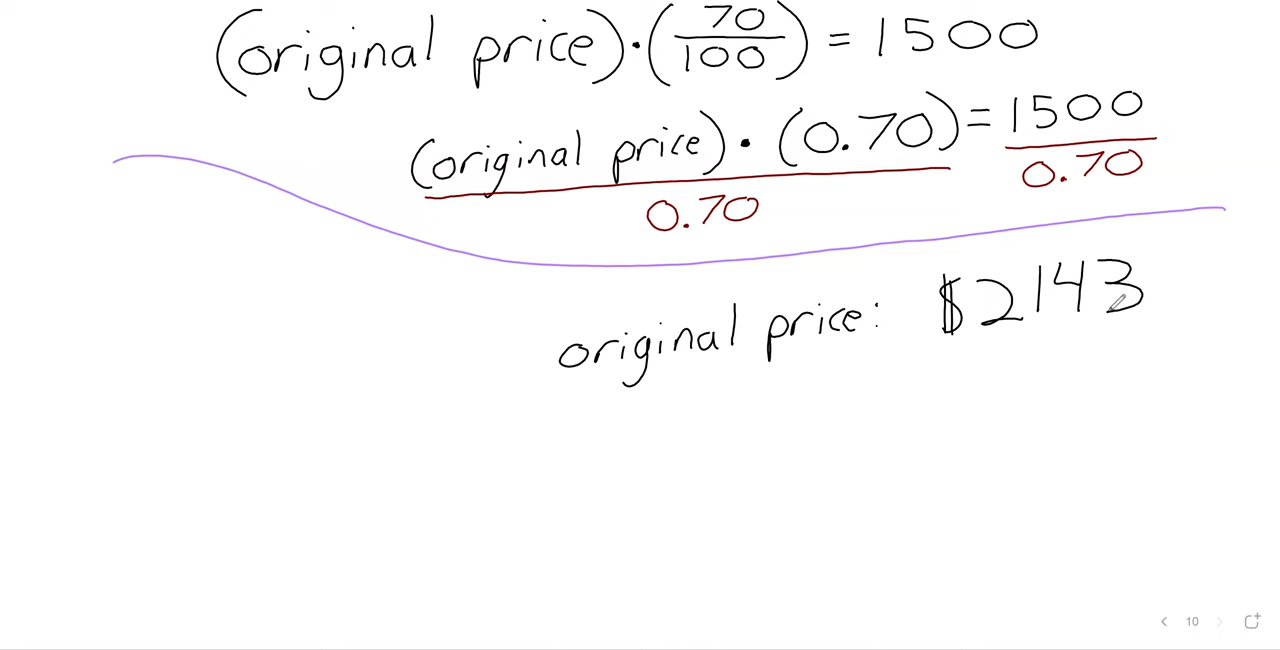 (original price)·(70/100) = 1500
(original price)·(0.70) = 1500
0.70 0.70
original price: $2143
10